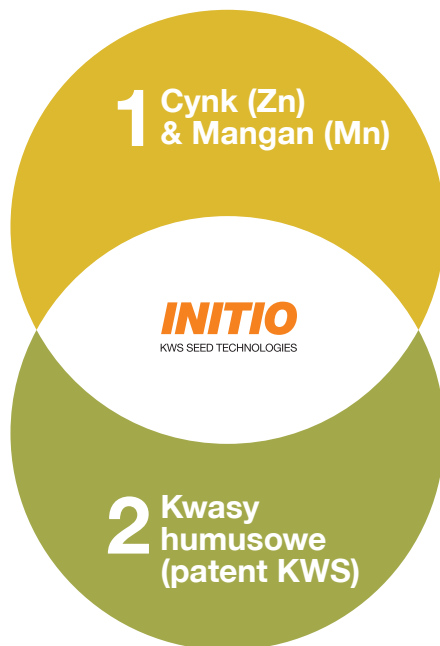 1 Cynk (Zn)
& Mangan (Mn)
INITIO
KWS SEED TECHNOLOGIES
2 Kwasy
humusowe
(patent KWS)